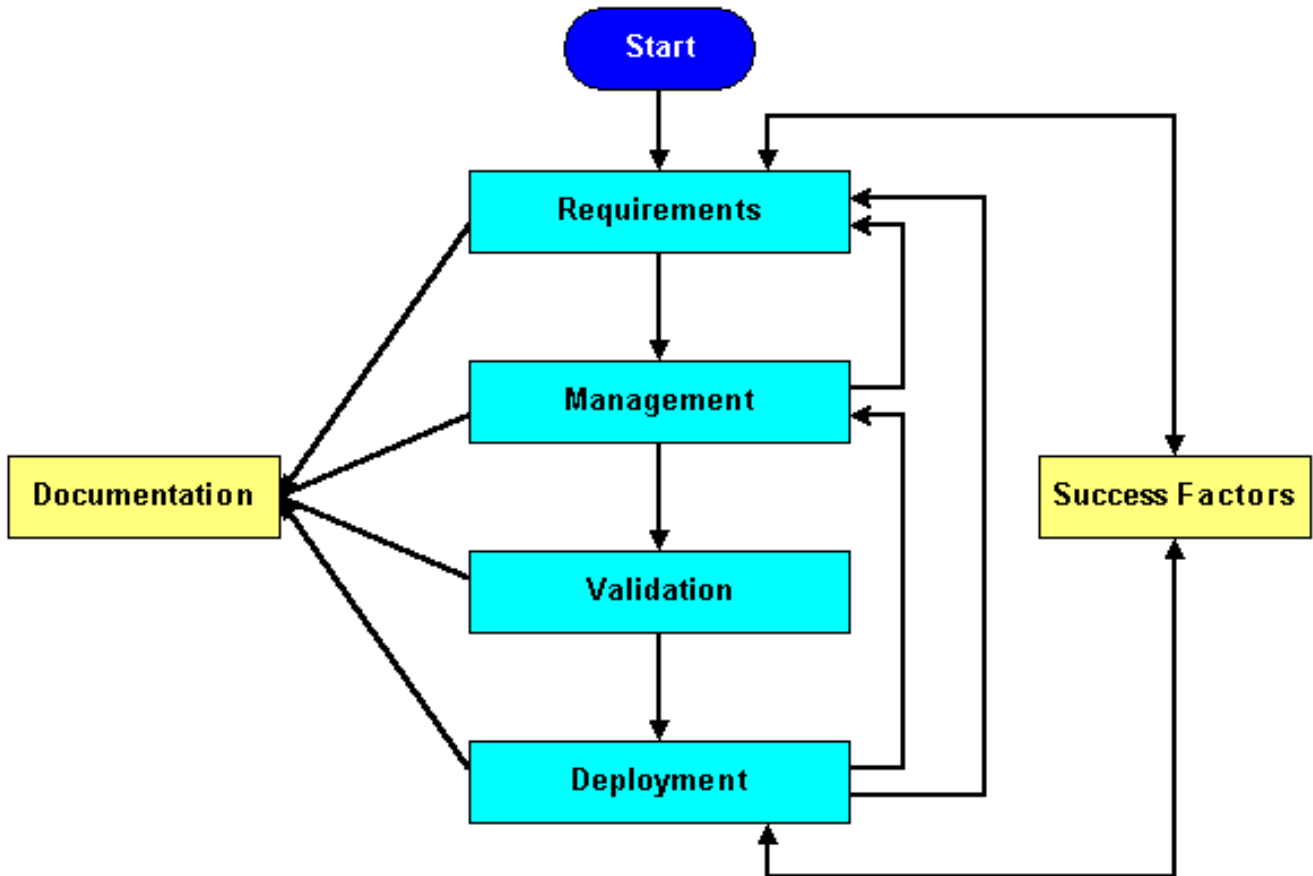 Start
Requirements
Management
Documentation
Success Factors
Validation
Deployment